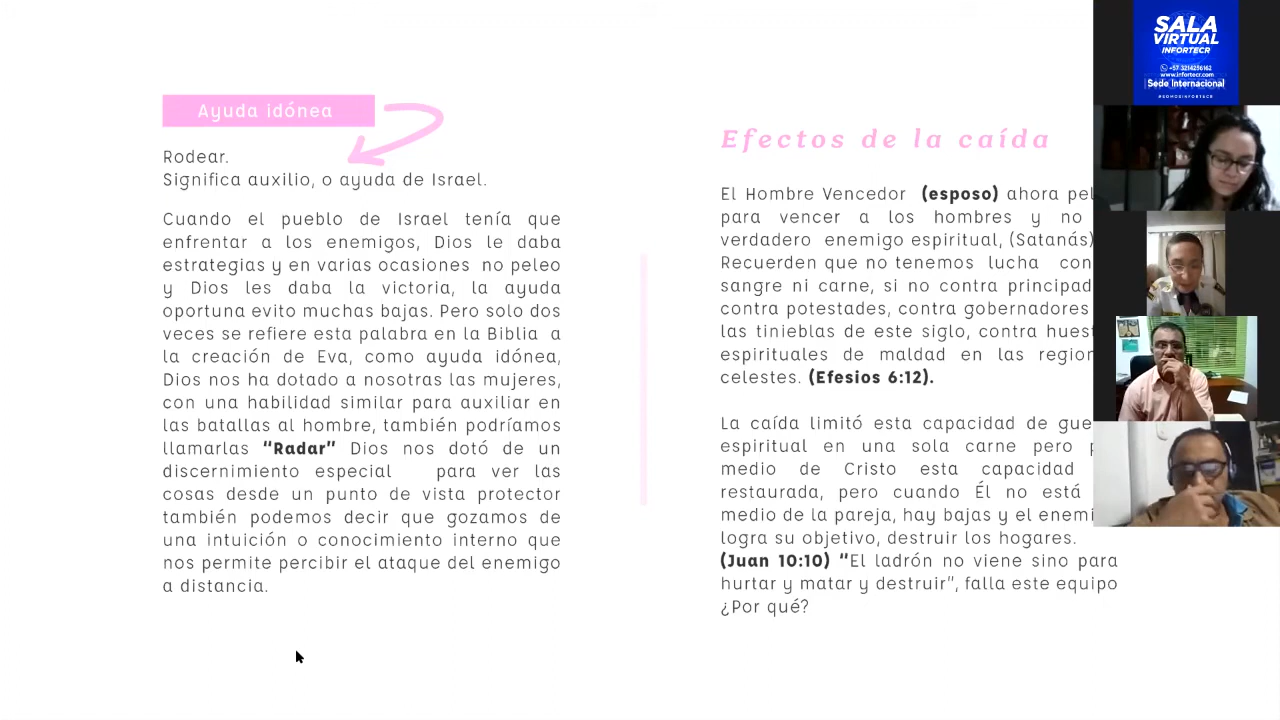 Ayuda idónea
Rodear.
Significa auxilio, o ayuda de Israel.
Cuando el pueblo de Israel tenía que
enfrentar a los enemigos, Dios le daba
estrategias y en varias ocasiones no peleo
y Dios les daba la victoria, la ayuda
oportuna evito muchas bajas. Pero solo dos
veces se refiere esta palabra en la Biblia a
la creación de Eva, como ayuda idónea,
Dios nos ha dotado a nosotras las mujeres,
con una habilidad similar para auxiliar en
las batallas al hombre, también podríamos
llamarlas “Radar” Dios nos dotó de un
discernimiento especial para ver las
cosas desde un punto de vista protector
también podemos decir que gozamos de
una intuición o conocimiento interno que
nos permite percibir el ataque del enemigo
a distancia.
Efectos de la caída
El Hombre Vencedor (esposo) ahora
para vencer a los hombres y no
verdadero enemigo espiritual, (Satanás)
Recuerden que no tenemos lucha
sangre ni carne, si no contra
contra potestades, contra gobernadores
las tinieblas de este siglo, contra
espirituales de maldad en las
celestes. (Efesios 6:12).
La caída limitó esta capacidad de
espiritual en una sola carne pero
medio de Cristo esta capacidad
restaurada, pero cuando Él no está
medio de la pareja, hay bajas y el
logra su objetivo, destruir los hogares.
(Juan 10:10) “El ladrón no viene sino para
hurtar y matar y destruir”, falla este equipo
¿Por qué?
SALA
VIRTUAL
INFORTECR
+57 3214256162
www.infortecr.com
Sede Internacional
#SOMOSINFORTECR